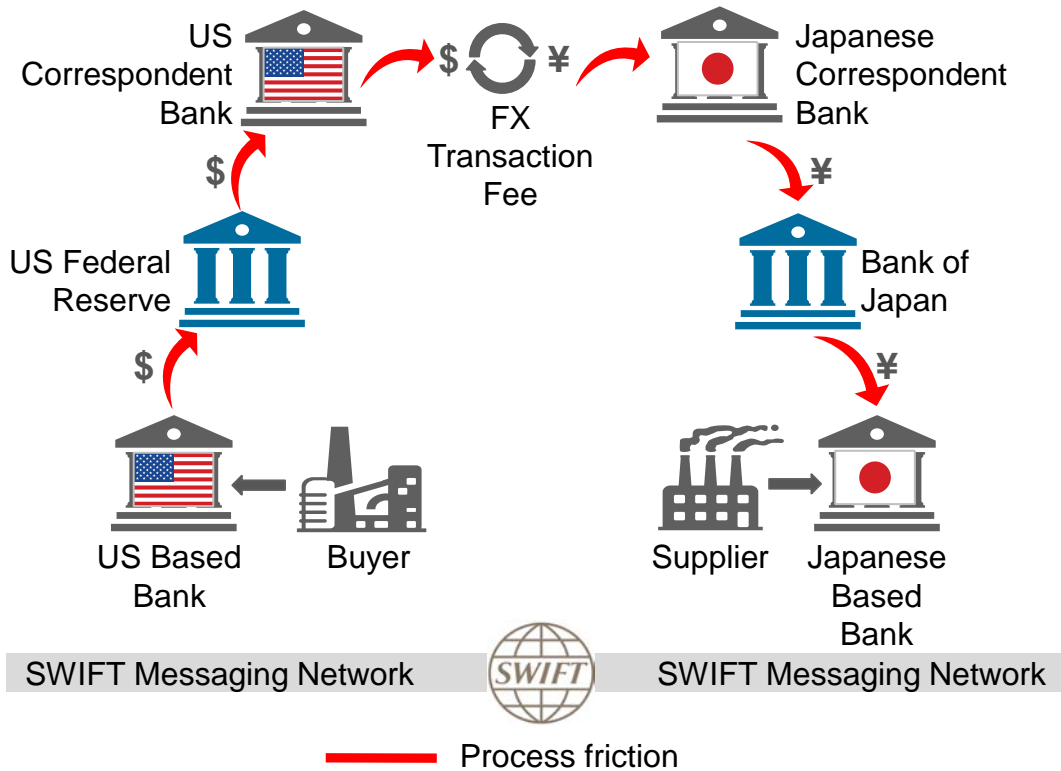 US
Correspondent
Bank
$
¥
FX
Transaction
Fee
Japanese
Correspondent
Bank
$
¥
US Federal
Reserve
Bank of
Japan
$
¥
US Based
Bank
Buyer
Supplier
Japanese
Based
Bank
SWIFT Messaging Network
SWIFT
SWIFT Messaging Network
Process friction